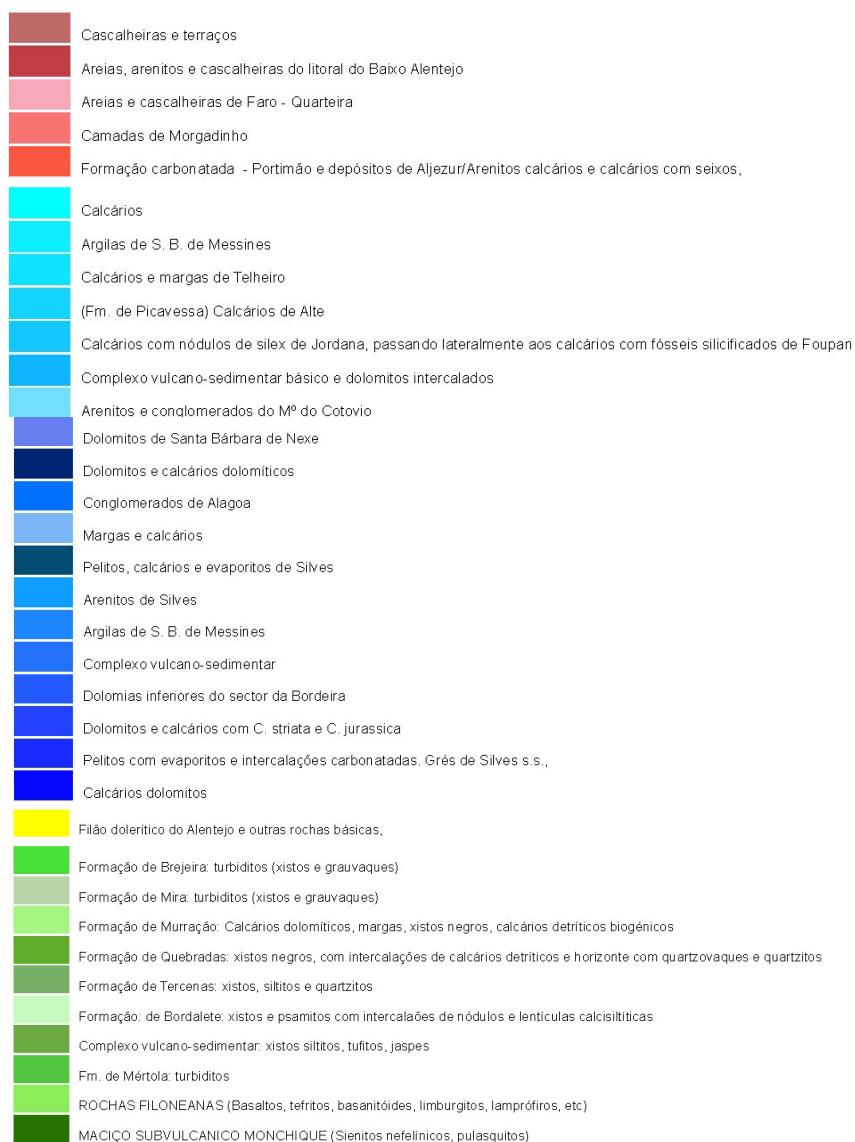 Cascalheiras e terraços
Areias, arenitos e cascalheiras do litoral do Baixo Alentejo
Areias e cascalheiras de Faro - Quarteira
Camadas de Morgadinho
Formação carbonatada - Portimão e depósitos de Aljezur/Arenitos calcários e calcários com seixos,
Calcários
Argilas de S. B. de Messines
Calcários e margas de Telheiro
(Fm. de Picavessa) Calcários de Alte
Calcários com nódulos de silex de Jordana, passando lateralmente aos calcários com fósseis silicificados de Foupan
Complexo vulcano-sedimentar básico e dolomitos intercalados
Arenitos e conglomerados do Mº do Cotovio
Dolomitos de Santa Bárbara de Nexe
Dolomitos e calcários dolomíticos
Conglomerados de Alagoa
Margas e calcários
Pelitos, calcários e evaporitos de Silves
Arenitos de Silves
Argilas de S. B. de Messines
Complexo vulcano-sedimentar
Dolomias inferiores do sector da Bordeira
Dolomitos e calcários com C. striata e C. jurassica
Pelitos com evaporitos e intercalações carbonatadas. Grés de Silves s.s.,
Calcários dolomitos
Filão dolerítico do Alentejo e outras rochas básicas,
Formação de Brejeira: turbiditos (xistos e grauvaques)
Formação de Mira: turbiditos (xistos e grauvaques)
Formação de Murração: Calcários dolomíticos, margas, xistos negros, calcários detríticos biogénicos
Formação de Quebradas: xistos negros, com intercalações de calcários detríticos e horizonte com quartzovaques e quartzitos
Formação de Tercenas: xistos, siltitos e quartzitos
Formação: de Bordalete: xistos e psamitos com intercalaões de nódulos e lentículas calcisiltíticas
Complexo vulcano-sedimentar: xistos siltitos, tufitos, jaspes
Fm. de Mértola: turbiditos
ROCHAS FILONEANAS (Basaltos, tefritos, basanitóides, limburgitos, lamprófiros, etc)
MACIÇO SUBVULCANICO MONCHIQUE (Sienitos nefelínicos, pulasquitos)